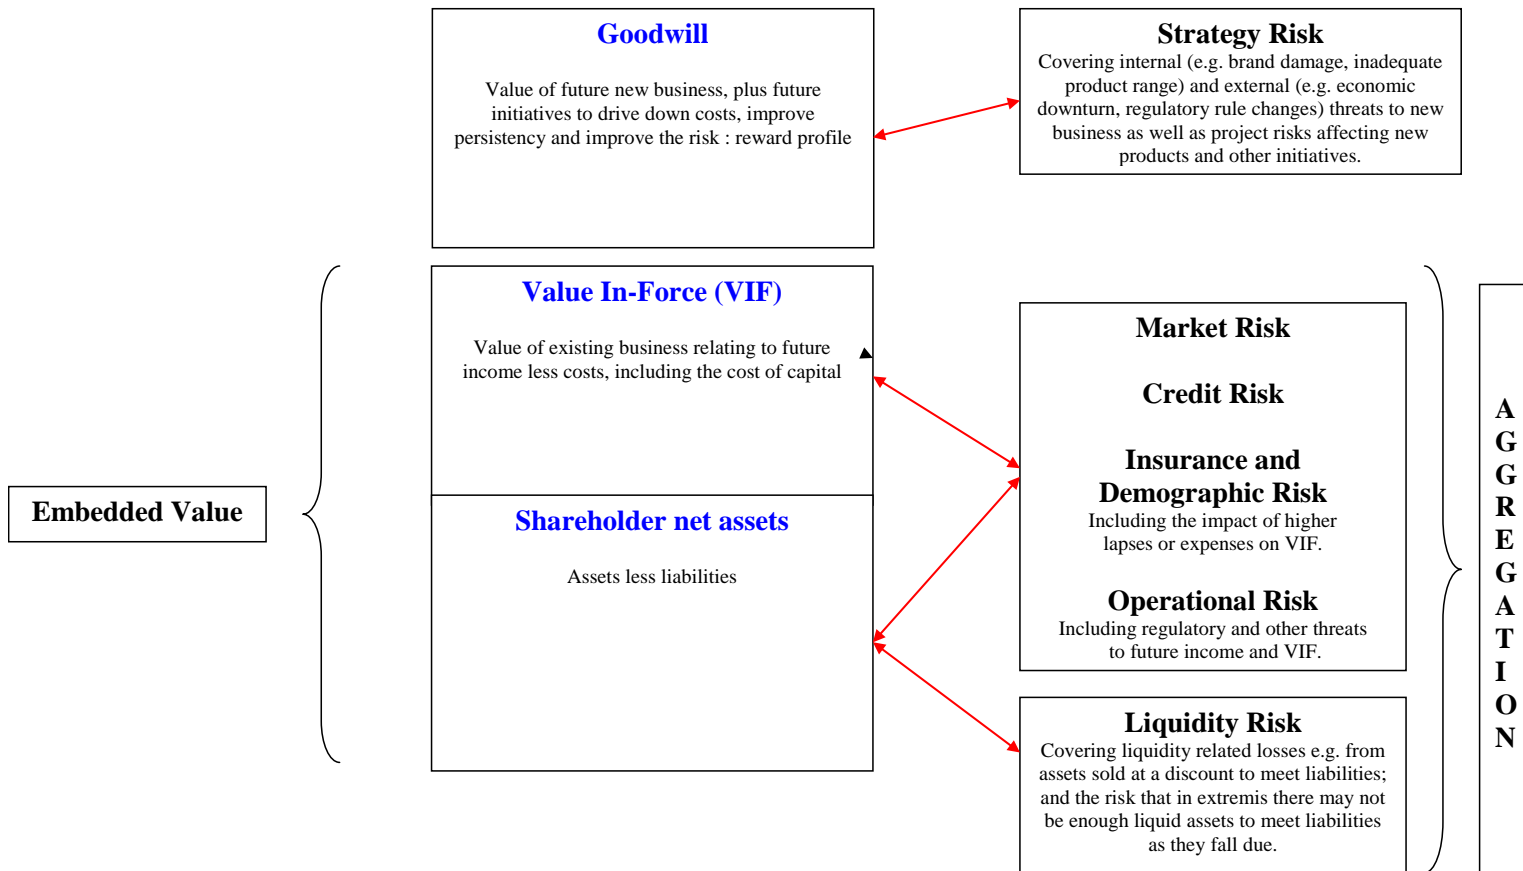 Goodwill
Value of future new business, plus future
initiatives to drive down costs, improve
persistency and improve the risk : reward profile
Strategy Risk
Covering internal (e.g. brand damage, inadequate
product range) and external (e.g. economic
downturn, regulatory rule changes) threats to new
business as well as project risks affecting new
products and other initiatives.
Embedded Value
Value In-Force (VIF)
Value of existing business relating to future
income less costs, including the cost of capital
Shareholder net assets
Assets less liabilities
Market Risk
Credit Risk
Insurance and
Demographic Risk
Including the impact of higher
lapses or expenses on VIF.
Operational Risk
Including regulatory and other threats
to future income and VIF.
Liquidity Risk
Covering liquidity related losses e.g. from
assets sold at a discount to meet liabilities;
and the risk that in extremis there may not
be enough liquid assets to meet liabilities
as they fall due.
A
G
G
R
E
G
A
T
I
O
N